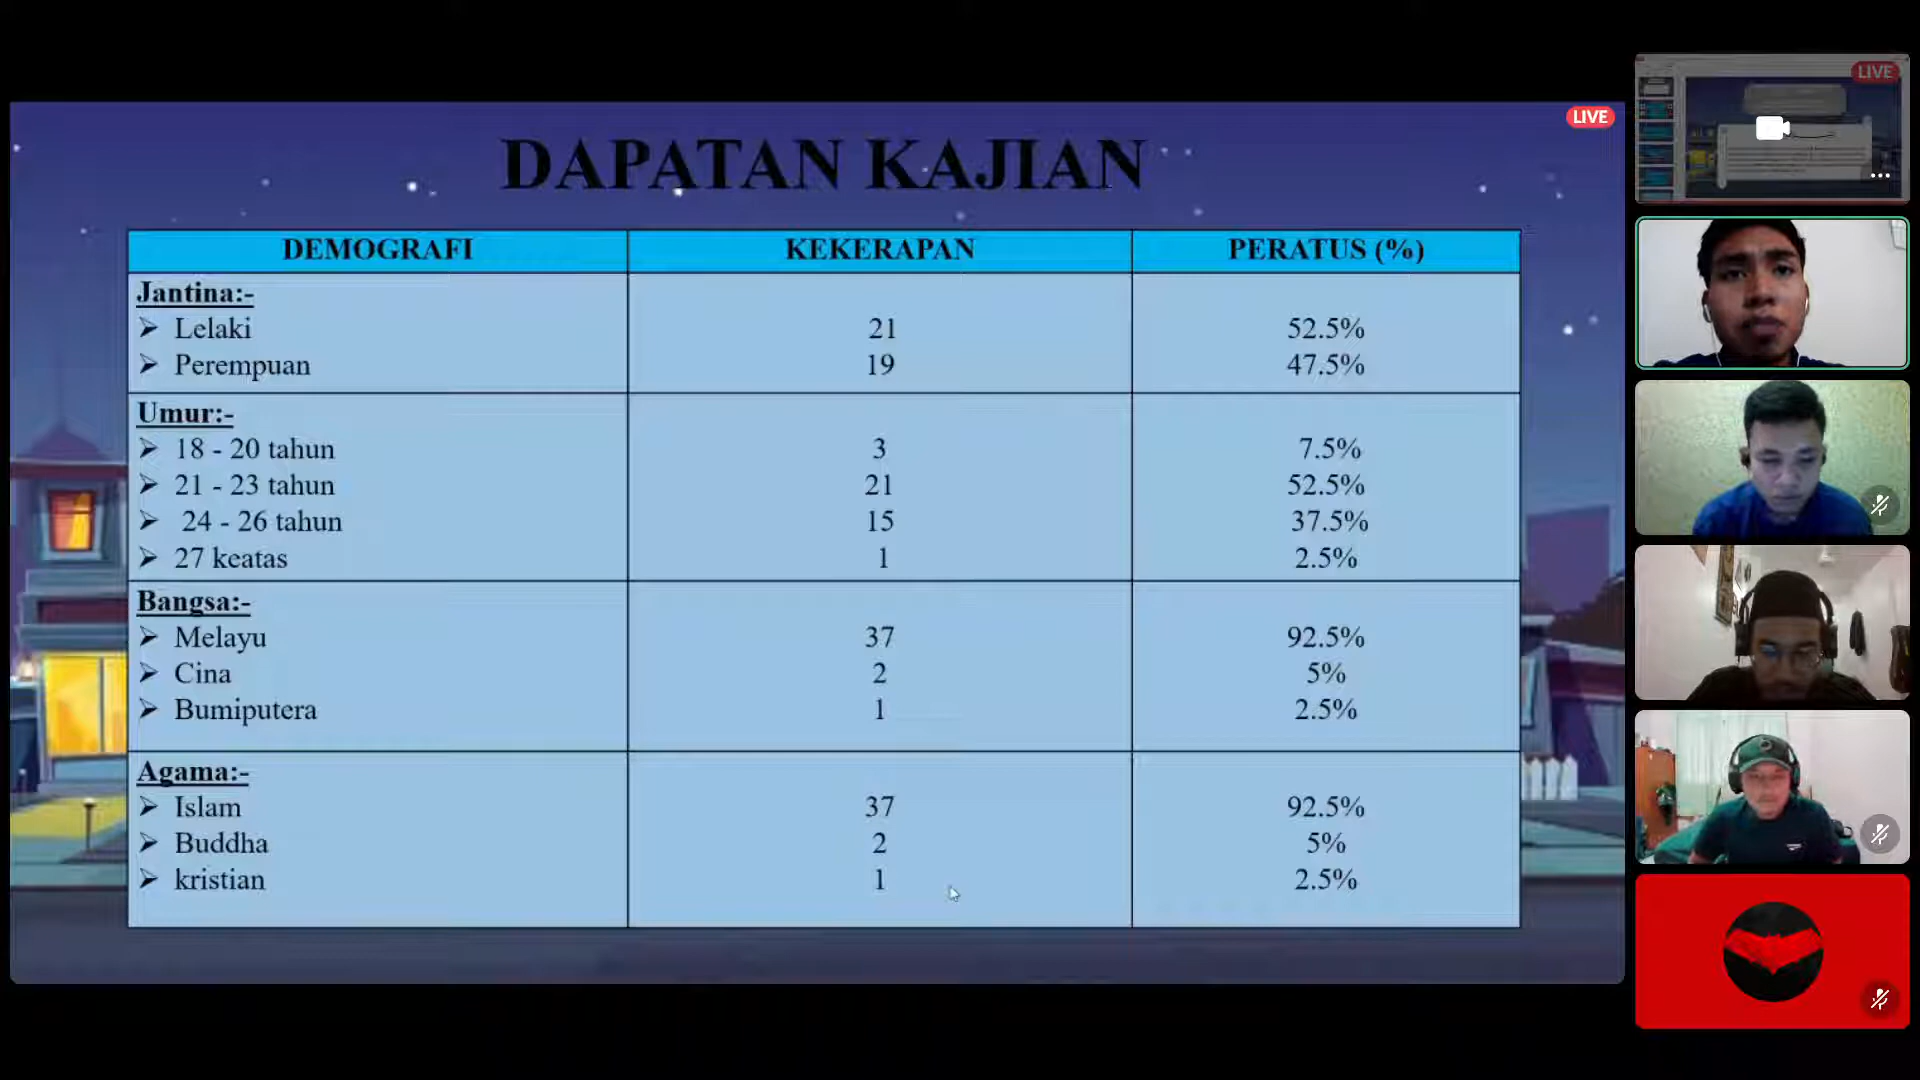 LIVE
DAPATAN KAJIAN
DEMOGRAFI KEKERAPAN PERATUS (%)
Jantina:-
Lelaki 21 52.5%
Perempuan 19 47.5%
Umur:-
18 - 20 tahun 3 7.5%
21 - 23 tahun 21 52.5%
24 - 26 tahun 15 37.5%
27 keatas 1 2.5%
Bangsa:-
Melayu 37 92.5%
Cina 2 5%
Bumiputera 1 2.5%
Agama:-
Islam 37 92.5%
Buddha 2 5%
kristian 1 2.5%
LIVE